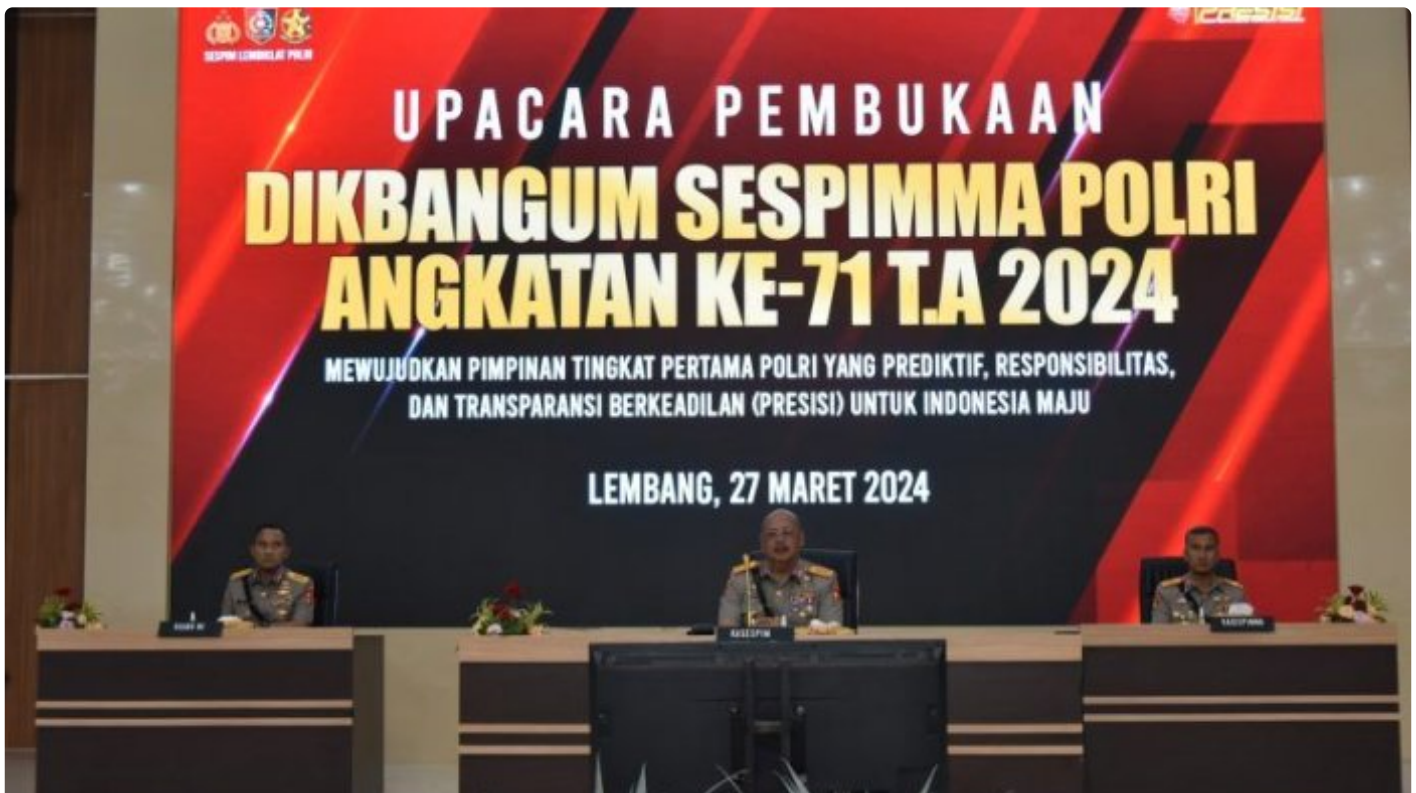 SESPIM LEMDIKLAT POLRI
PRESISI
UPACARA PEMBUKAAN
DIKBANGUM SESPIMMA POLRI
ANGKATAN KE-71 T.A 2024
MEWUJUDKAN PIMPINAN TINGKAT PERTAMA POLRI YANG PREDIKTIF, RESPONSIBILITAS,
DAN TRANSPARANSI BERKEADILAN (PRESISI) UNTUK INDONESIA MAJU
LEMBANG, 27 MARET 2024
KASESPIM